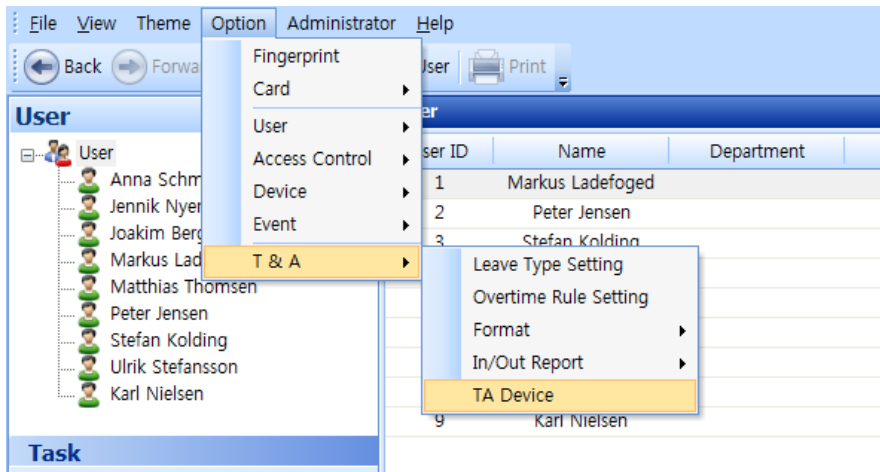 File View Theme Option Administrator Help
Back Forwa User Print
Fingerprint
Card
User
Access Control
Device
Event
T & A
Leave Type Setting
Overtime Rule Setting
Format
In/Out Report
TA Device
User
User
Anna Schm
Jennik Nyer
Joakim Berg
Markus Lad
Matthias Thomsen
Peter Jensen
Stefan Kolding
Ulrik Stefansson
Karl Nielsen
Task
er
ser ID Name Department
1 Markus Ladefoged
2 Peter Jensen
3 Stefan Kolding
9 Karl Nielsen